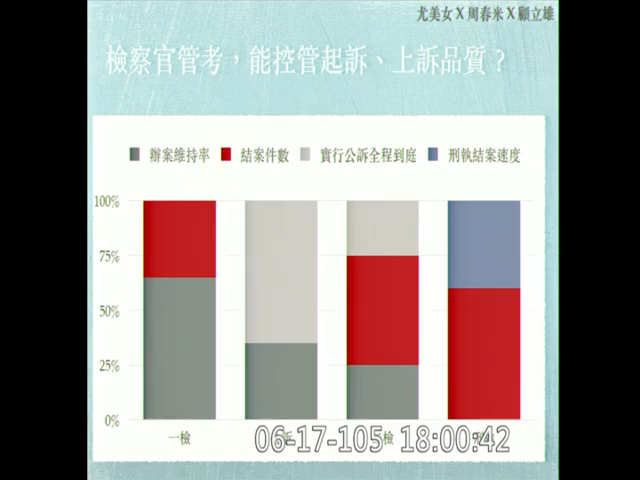 尤美女 X 周春米 X 顧立雄
檢察官管考，能控管起訴、上訴品質？
辦案維持率 結案件數 實行公訴全程到庭 刑執結案速度
100%
75%
50%
25%
0%
一檢 訴 檢
06-17-105 18:00:42